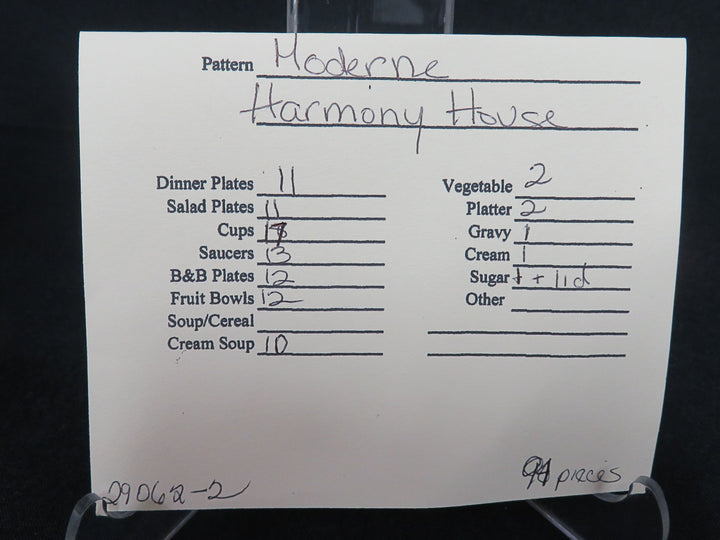 Pattern Moderne
Harmony House
Dinner Plates 11
Salad Plates 11
Cups 17
Saucers 13
B&B Plates 12
Fruit Bowls 12
Soup/Cereal
Cream Soup 10
Vegetable 2
Platter 2
Gravy 1
Cream 1
Sugar 1 + lid
Other
29062-2
94 pieces